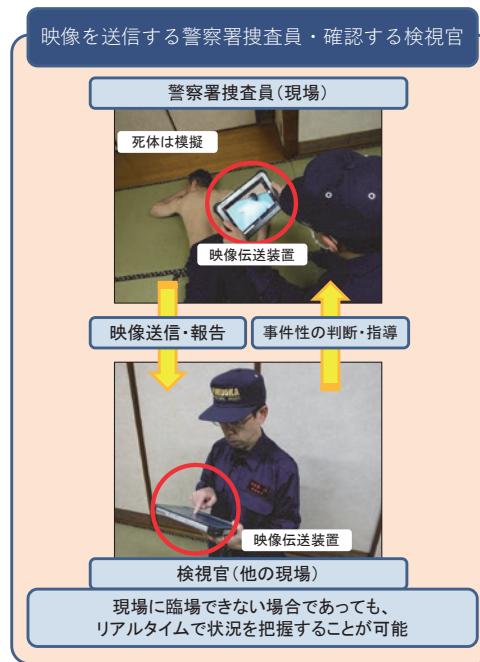 映像を送信する警察署捜査員・確認する検視官
警察署捜査員(現場)
死体は模擬
映像伝送装置
映像送信・報告
事件性の判断・指導
映像伝送装置
検視官(他の現場)
現場に臨場できない場合であっても、
リアルタイムで状況を把握することが可能